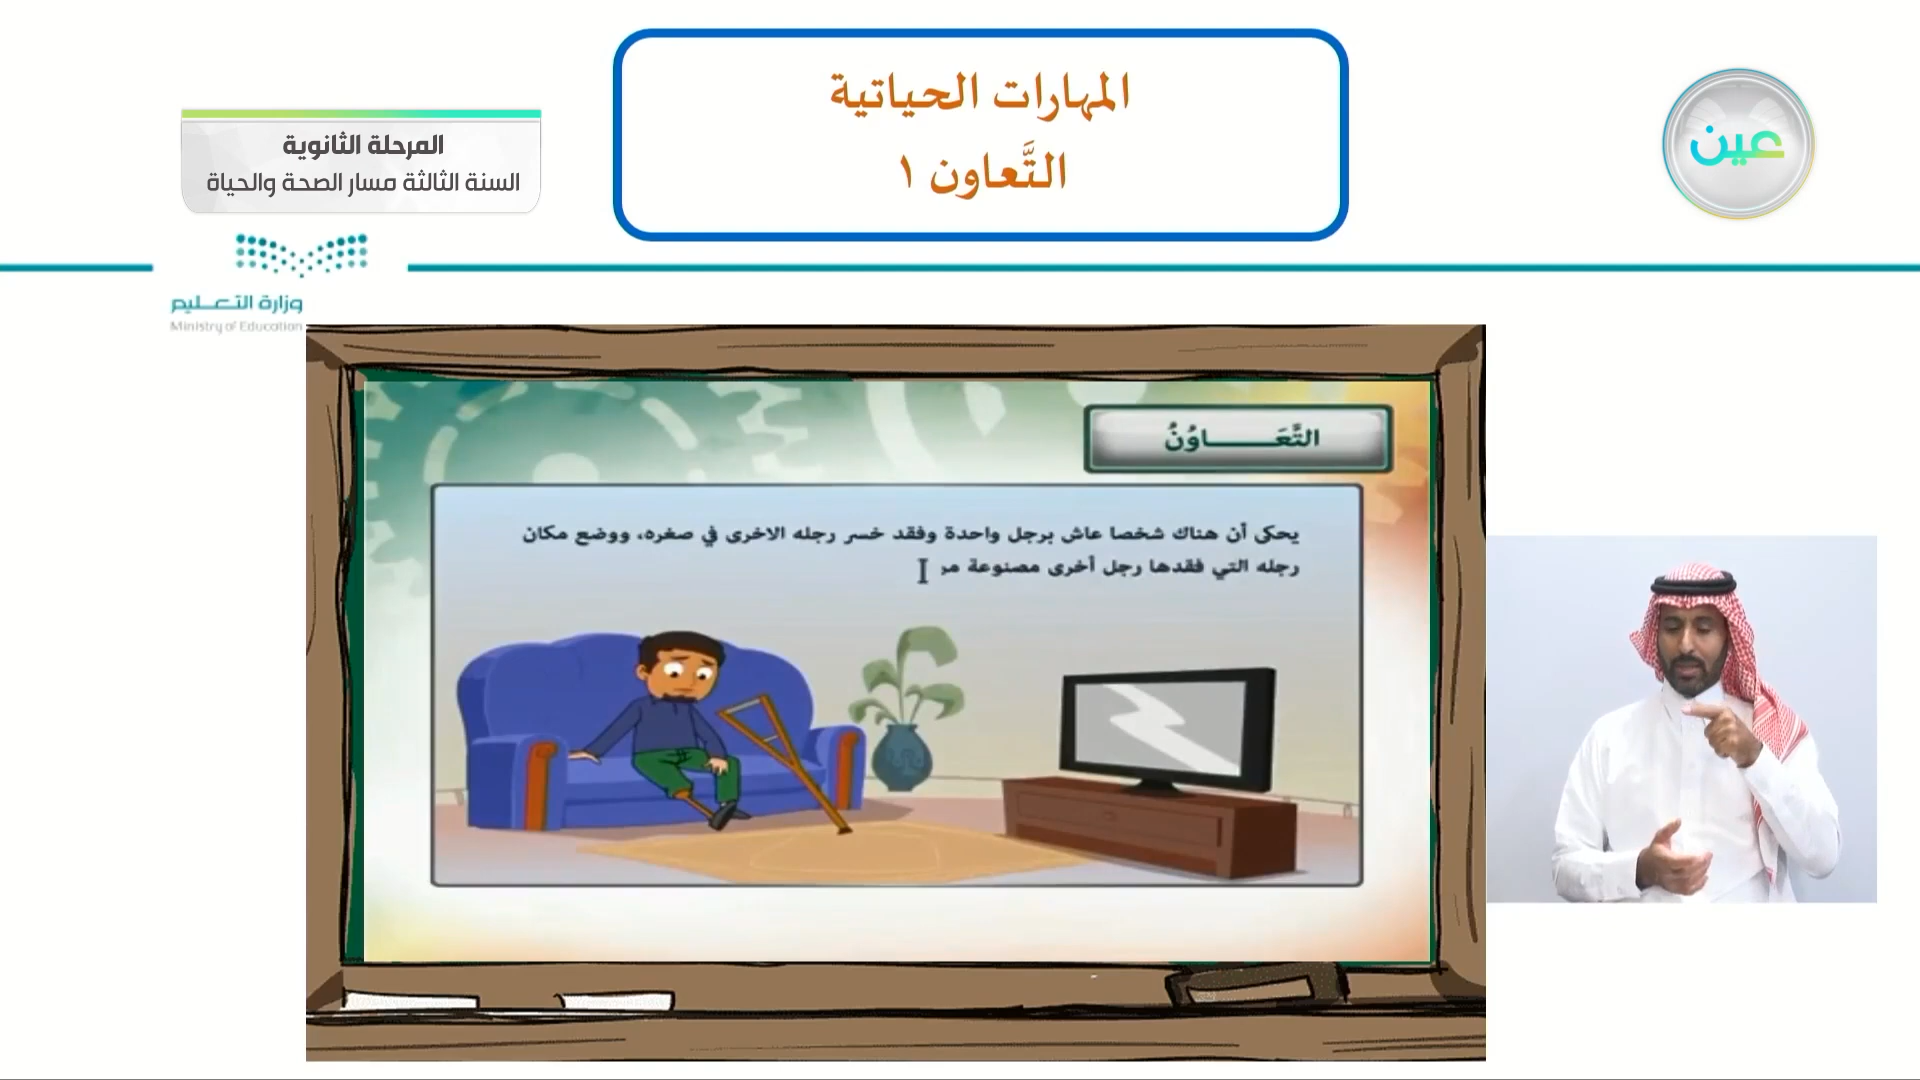 المهارات الحياتية
التَّعاون ١
المرحلة الثانوية
السنة الثالثة مسار الصحة والحياة
عين
وزارة التعليم
Ministry of Education
التَّعَـــــــاوُنُ
يحكى أن هناك شخصا عاش برجل واحدة وفقد خسر رجله الاخرى في صغره، ووضع مكان
رجله التي فقدها رجل أخرى مصنوعة مر